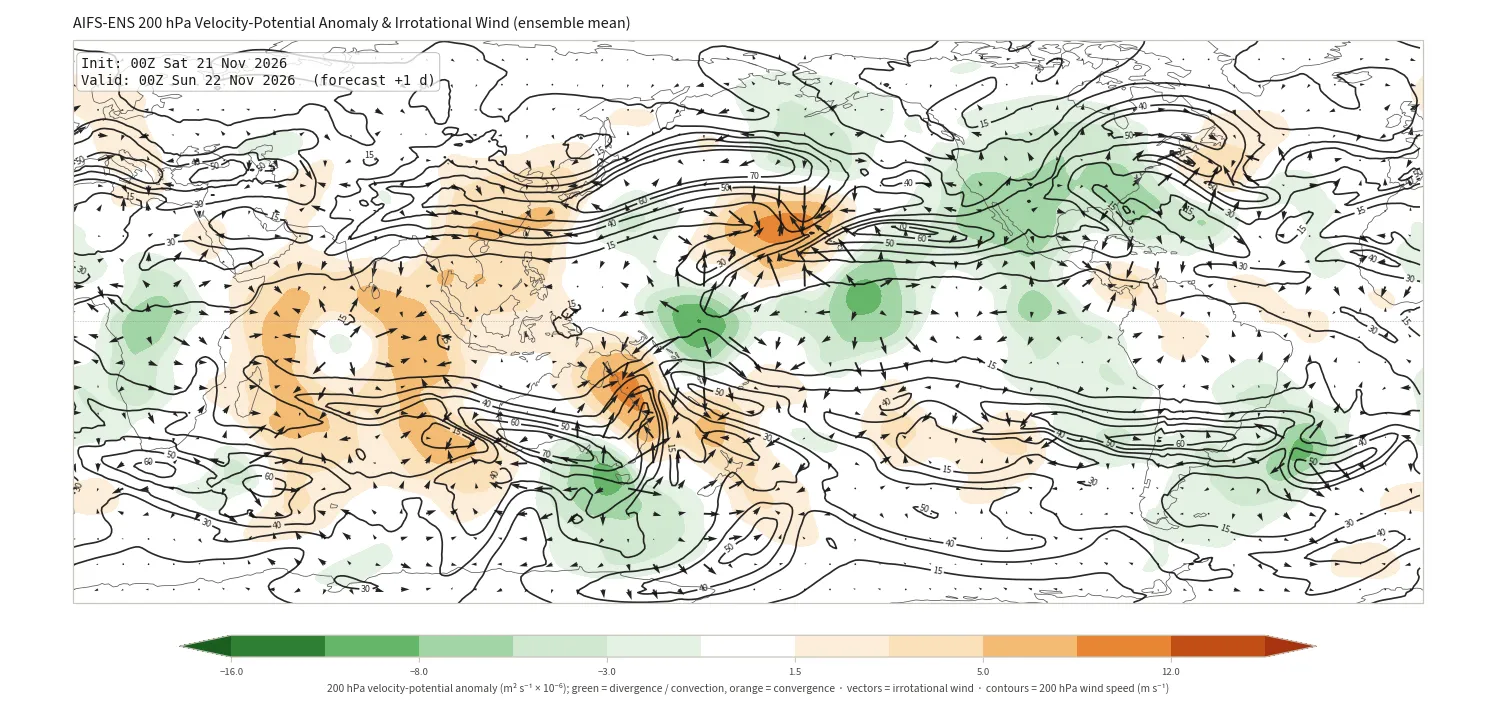 AIFS-ENS 200 hPa Velocity-Potential Anomaly & Irrotational Wind (ensemble mean)
Init: 00Z Sat 21 Nov 2026
Valid: 00Z Sun 22 Nov 2026 (forecast +1 d)
−16.0 −8.0 −3.0 1.5 5.0 12.0
200 hPa velocity-potential anomaly (m² s⁻¹ × 10⁻⁶); green = divergence / convection, orange = convergence · vectors = irrotational wind · contours = 200 hPa wind speed (m s⁻¹)